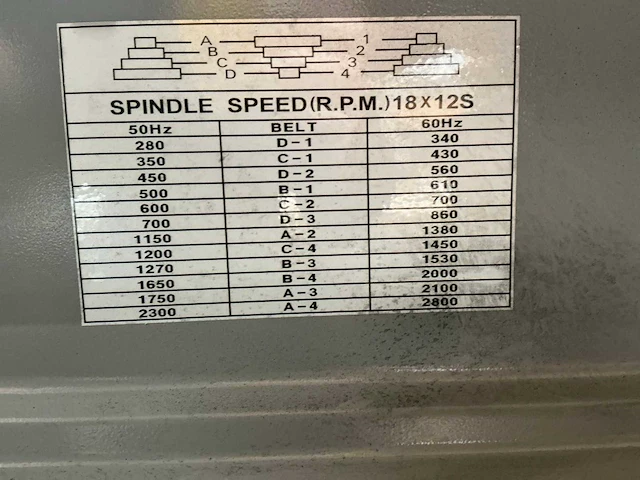 A 1
B 2
C 3
D 4
SPINDLE SPEED(R.P.M.)18X12S
50Hz BELT 60Hz
280 D-1 340
350 C-1 430
450 D-2 560
500 B-1 610
600 C-2 700
700 D-3 860
1150 A-2 1380
1200 C-4 1450
1270 B-3 1530
1650 B-4 2000
1750 A-3 2100
2300 A-4 2800